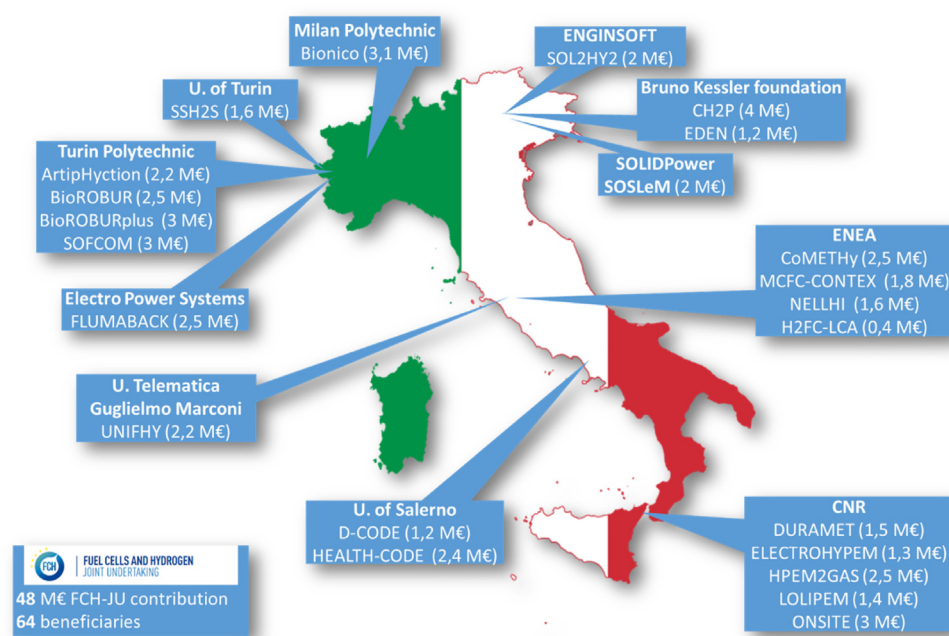 Milan Polytechnic
Bionico (3,1 M€)
ENGINSOFT
SOL2HY2 (2 M€)
U. of Turin
SSH2S (1,6 M€)
Bruno Kessler foundation
CH2P (4 M€)
EDEN (1,2 M€)
Turin Polytechnic
ArtipHyction (2,2 M€)
BioROBUR (2,5 M€)
BioROBURplus (3 M€)
SOFCOM (3 M€)
SOLIDPower
SOSLeM (2 M€)
ENEA
CoMETHy (2,5 M€)
MCFC-CONTEX (1,8 M€)
NELLHI (1,6 M€)
H2FC-LCA (0,4 M€)
Electro Power Systems
FLUMABACK (2,5 M€)
U. Telematica
Guglielmo Marconi
UNIFHY (2,2 M€)
U. of Salerno
D-CODE (1,2 M€)
HEALTH-CODE (2,4 M€)
CNR
DURAMET (1,5 M€)
ELECTROHYPEM (1,3 M€)
HPEM2GAS (2,5 M€)
LOLIPEM (1,4 M€)
ONSITE (3 M€)
FCH
FUEL CELLS AND HYDROGEN
JOINT UNDERTAKING
48 M€ FCH-JU contribution
64 beneficiaries